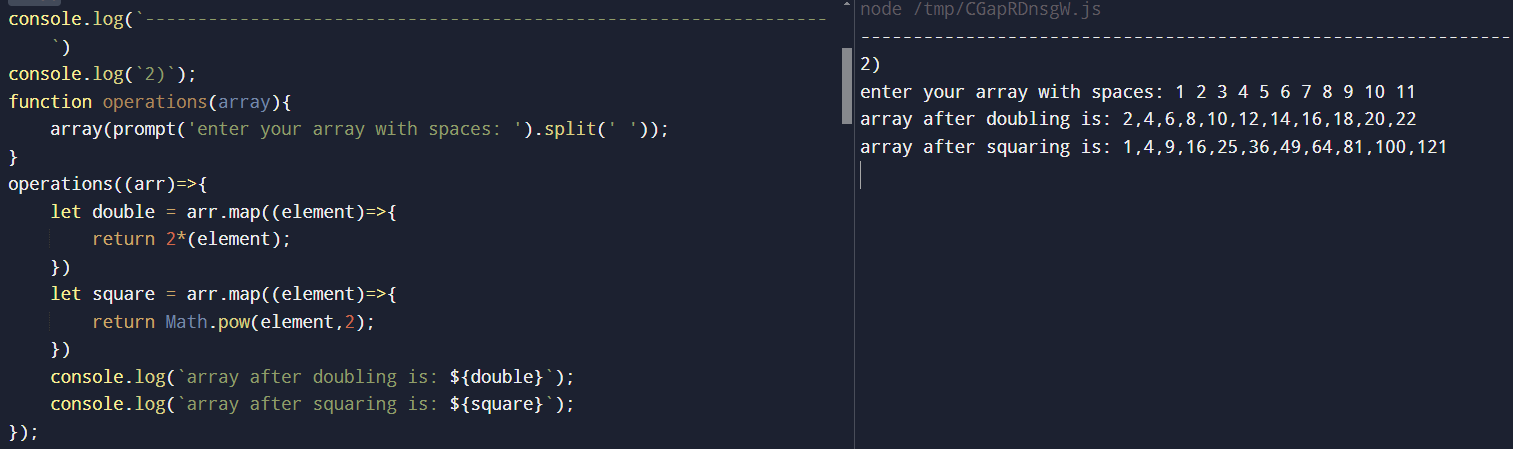 console.log(`-----------------------------------------------------------------
    `)
console.log(`2)`);
function operations(array){
    array(prompt('enter your array with spaces: ').split(' '));
}
operations((arr)=>{
    let double = arr.map((element)=>{
        return 2*(element);
    })
    let square = arr.map((element)=>{
        return Math.pow(element,2);
    })
    console.log(`array after doubling is: ${double}`);
    console.log(`array after squaring is: ${square}`);
});
node /tmp/CGapRDnsgW.js
--------------------------------------------------------------
2)
enter your array with spaces: 1 2 3 4 5 6 7 8 9 10 11
array after doubling is: 2,4,6,8,10,12,14,16,18,20,22
array after squaring is: 1,4,9,16,25,36,49,64,81,100,121